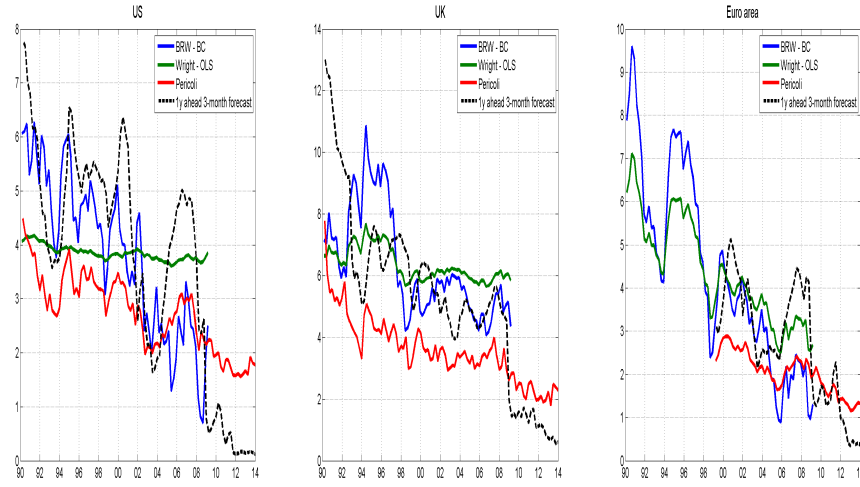 US
8
7
6
5
4
3
2
1
0
90 92 94 96 98 00 02 04 06 08 10 12 14
BRW - BC
Wright - OLS
Pericoli
1y ahead 3-month forecast
UK
14
12
10
8
6
4
2
0
90 92 94 96 98 00 02 04 06 08 10 12 14
BRW - BC
Wright - OLS
Pericoli
1y ahead 3-month forecast
Euro area
10
9
8
7
6
5
4
3
2
1
0
90 92 94 96 98 00 02 04 06 08 10 12 14
BRW - BC
Wright - OLS
Pericoli
1y ahead 3-month forecast